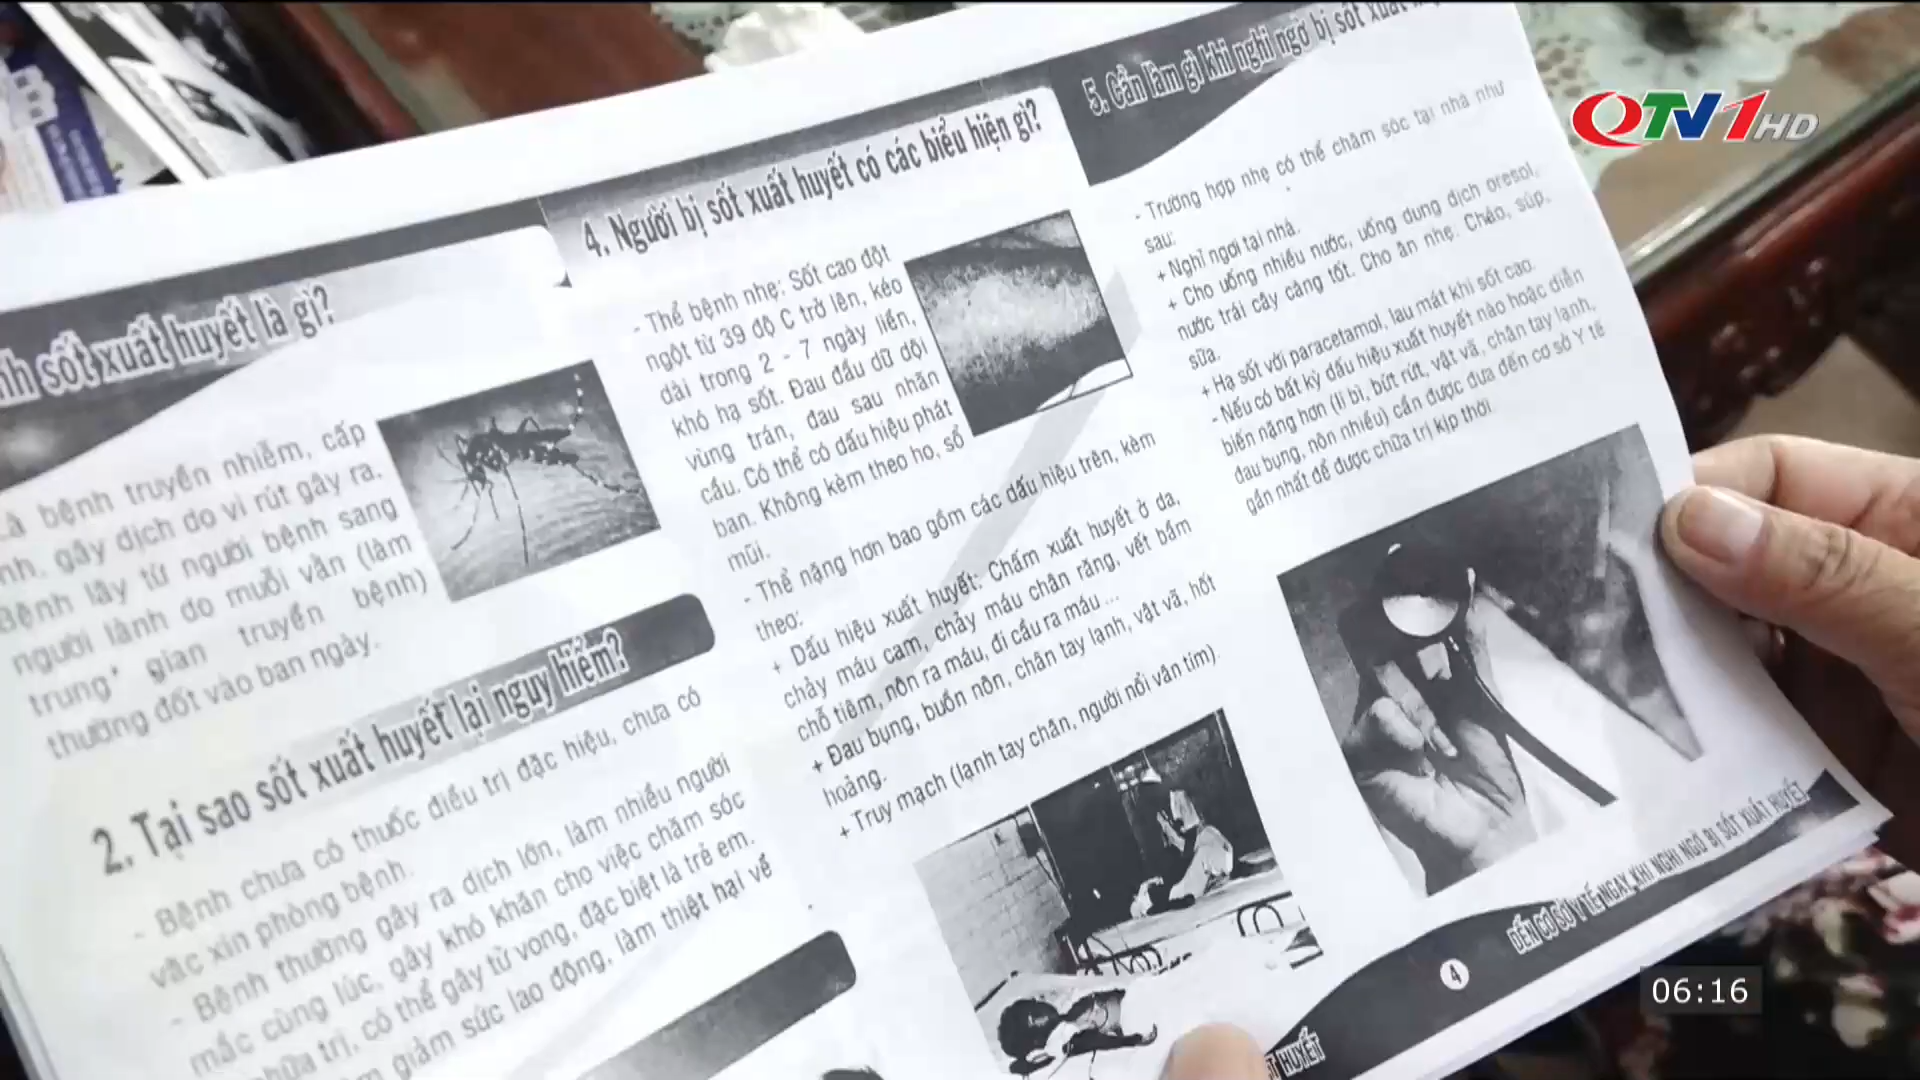 QTV1HD
nh sốt xuất huyết là gì?
Là bệnh truyền nhiễm, cấp
nh, gây dịch do vi rút gây ra.
Bệnh lây từ người bệnh sang
người lành do muỗi vằn (làm
trung gian truyền bệnh)
thường đốt vào ban ngày.
2. Tại sao sốt xuất huyết lại nguy hiểm?
- Bệnh chưa có thuốc điều trị đặc hiệu, chưa có
vắc xin phòng bệnh.
- Bệnh thường gây ra dịch lớn, làm nhiều người
mắc cùng lúc, gây khó khăn cho việc chăm sóc
chữa trị, có thể gây tử vong, đặc biệt là trẻ em.
giảm sức lao động, làm thiệt hại về
4. Người bị sốt xuất huyết có các biểu hiện gì?
- Thể bệnh nhẹ: Sốt cao đột
ngột từ 39 độ C trở lên, kéo
dài trong 2 - 7 ngày liền,
khó hạ sốt. Đau đầu dữ dội
vùng trán, đau sau nhãn
cầu. Có thể có dấu hiệu phát
ban. Không kèm theo ho, sổ
mũi.
- Thể nặng hơn bao gồm các dấu hiệu trên, kèm
theo:
+ Dấu hiệu xuất huyết: Chấm xuất huyết ở da,
chảy máu cam, chảy máu chân răng, vết bầm
chỗ tiêm, nôn ra máu, đi cầu ra máu ...
+ Đau bụng, buồn nôn, chân tay lạnh, vật vã, hốt
hoảng.
+ Truy mạch (lạnh tay chân, người nổi vân tím).
HUYẾT
5. Cần làm gì khi nghi ngờ bị sốt xuất
- Trường hợp nhẹ có thể chăm sóc tại nhà như
sau:
+ Nghỉ ngơi tại nhà.
+ Cho uống nhiều nước, uống dung dịch oresol,
nước trái cây càng tốt. Cho ăn nhẹ. Cháo, súp,
sữa.
+ Hạ sốt với paracetamol, lau mát khi sốt cao.
- Nếu có bất kỳ dấu hiệu xuất huyết nào hoặc diễn
biến nặng hơn (li bì, bứt rứt, vật vã, chân tay lạnh,
đau bụng, nôn nhiều) cần được đưa đến cơ sở Y tế
gần nhất để được chữa trị kịp thời
4
ĐẾN CƠ SỞ Y TẾ NGAY KHI NGHI NGỜ BỊ SỐT XUẤT HUYẾT
06:16